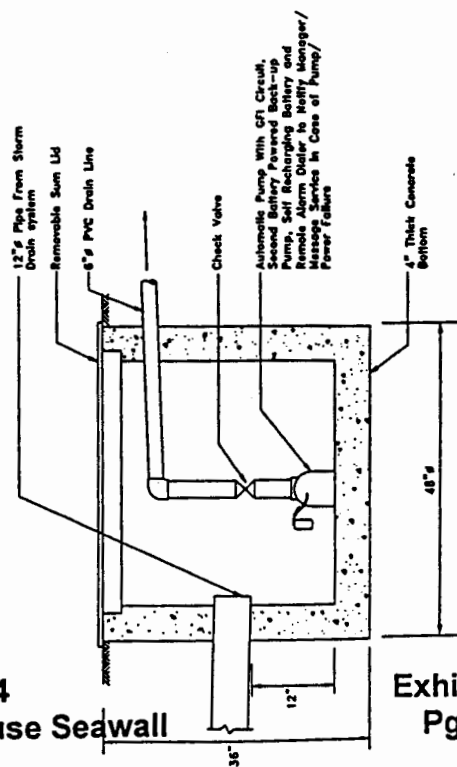 12"ø Pipe From Storm
Drain system
Removable Sum Lid
6"ø PVC Drain Line
Check Valve
Automatic Pump With GFI Circuit,
Second Battery Powered Back-up
Pump, Self Recharging Battery and
Remote Alarm Dialer to Notify Manager/
Message Service in Case of Pump/
Power Failure
4" Thick Concrete
Bottom
48"ø
12"
36"
4
use Seawall
Exhi
Pg